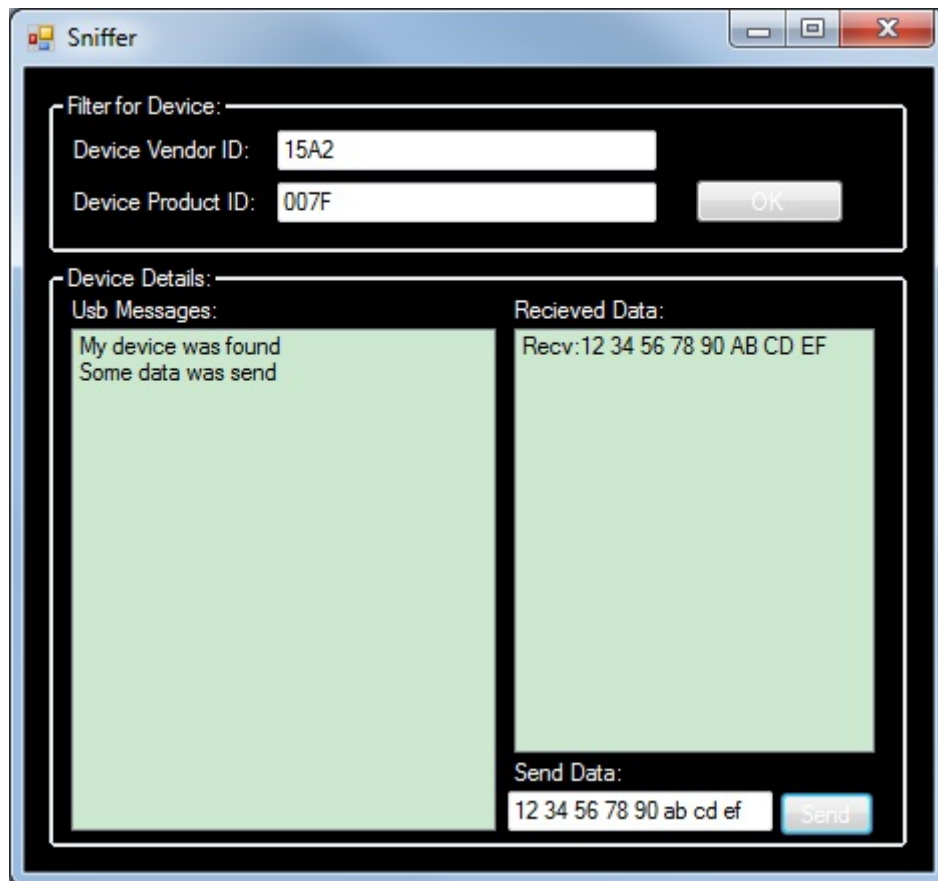 Sniffer
Filter for Device:
Device Vendor ID: 15A2
Device Product ID: 007F
OK
Device Details:
Usb Messages:
My device was found
Some data was send
Recieved Data:
Recv:12 34 56 78 90 AB CD EF
Send Data:
12 34 56 78 90 ab cd ef
Send